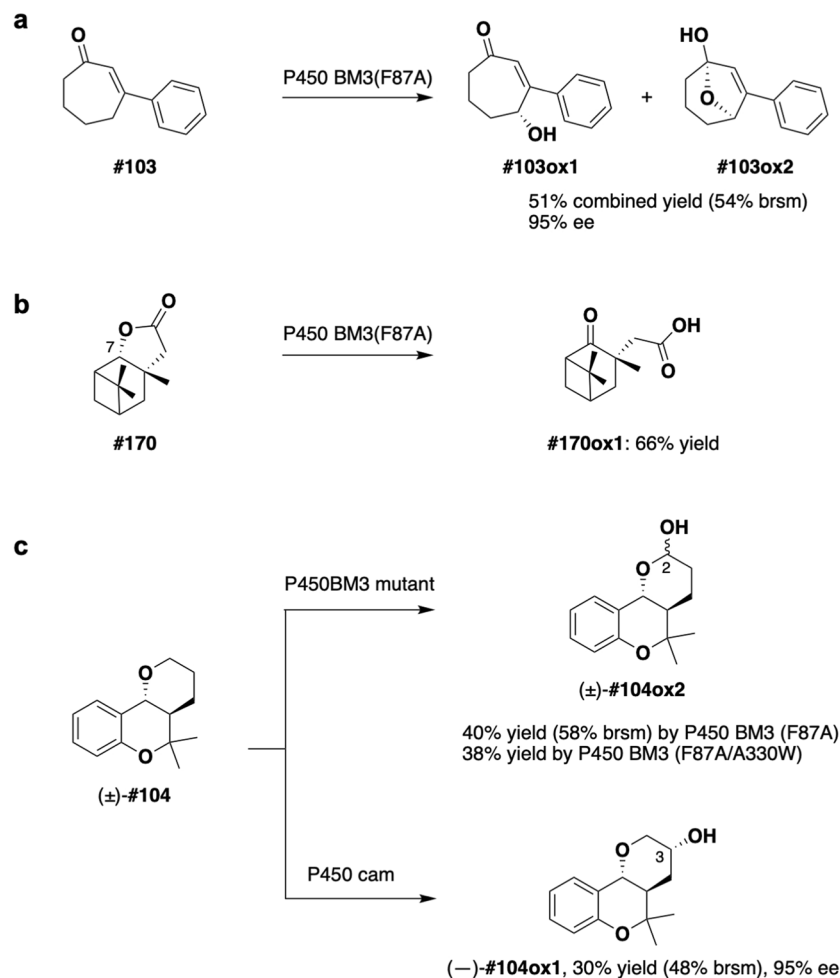 a
O
#103
P450 BM3(F87A)
O
OH
#103ox1
+
HO
O
#103ox2
51% combined yield (54% brsm)
95% ee
b
O
O
7
#170
P450 BM3(F87A)
O
OH
O
#170ox1: 66% yield
c
O
O
(±)-#104
P450BM3 mutant
OH
O
2
O
(±)-#104ox2
40% yield (58% brsm) by P450 BM3 (F87A)
38% yield by P450 BM3 (F87A/A330W)
P450 cam
O
3
OH
O
(—)-#104ox1, 30% yield (48% brsm), 95% ee